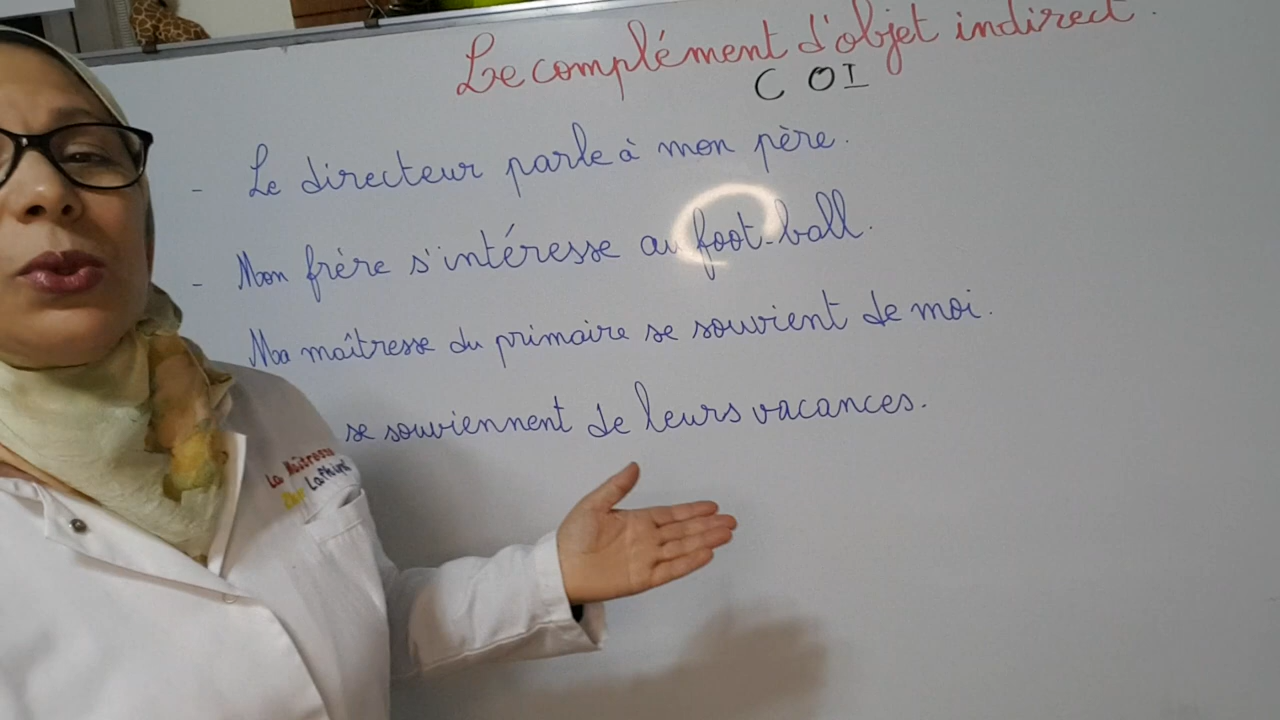 Le complément d'objet indirect.
C OI
- Le directeur parle à mon père.
- Mon frère s'intéresse au foot-ball.
Ma maîtresse du primaire se souvient de moi.
se souviennent de leurs vacances.
La Maîtresse